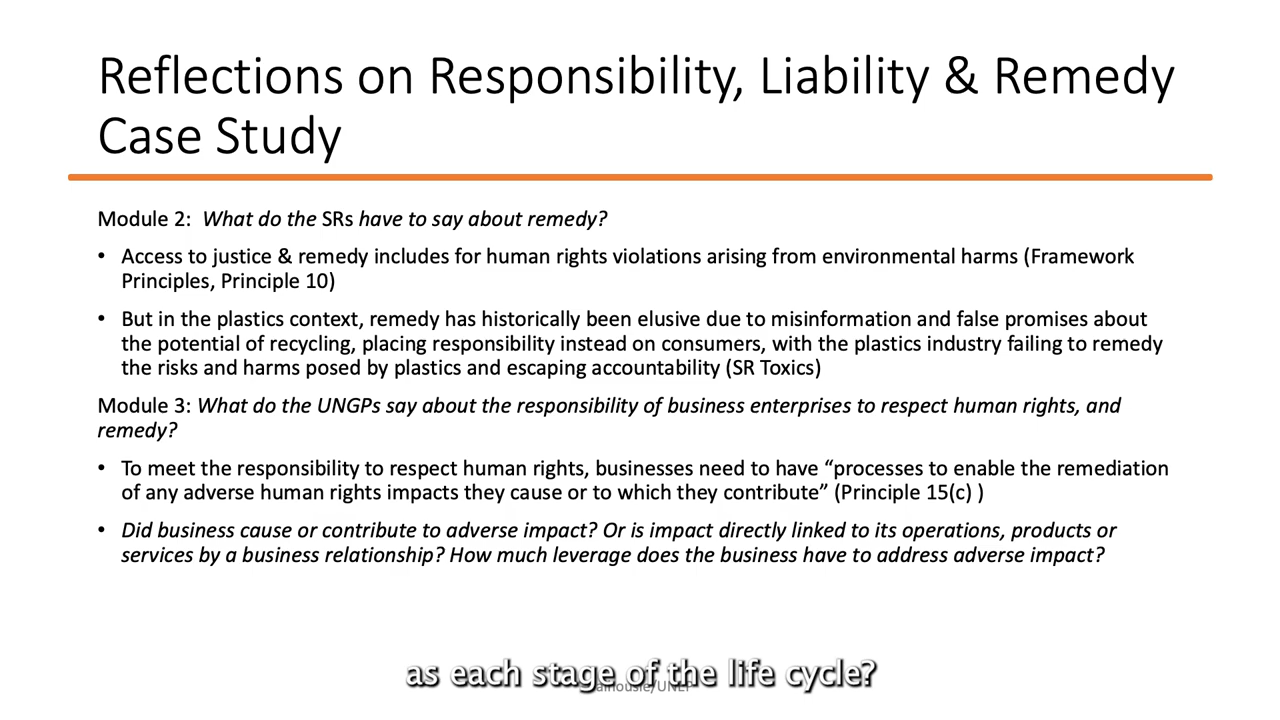 Reflections on Responsibility, Liability & Remedy
Case Study
Module 2: What do the SRs have to say about remedy?
• Access to justice & remedy includes for human rights violations arising from environmental harms (Framework
Principles, Principle 10)
• But in the plastics context, remedy has historically been elusive due to misinformation and false promises about
the potential of recycling, placing responsibility instead on consumers, with the plastics industry failing to remedy
the risks and harms posed by plastics and escaping accountability (SR Toxics)
Module 3: What do the UNGPs say about the responsibility of business enterprises to respect human rights, and
remedy?
• To meet the responsibility to respect human rights, businesses need to have “processes to enable the remediation
of any adverse human rights impacts they cause or to which they contribute” (Principle 15(c) )
• Did business cause or contribute to adverse impact? Or is impact directly linked to its operations, products or
services by a business relationship? How much leverage does the business have to address adverse impact?
as each stage of the life cycle?